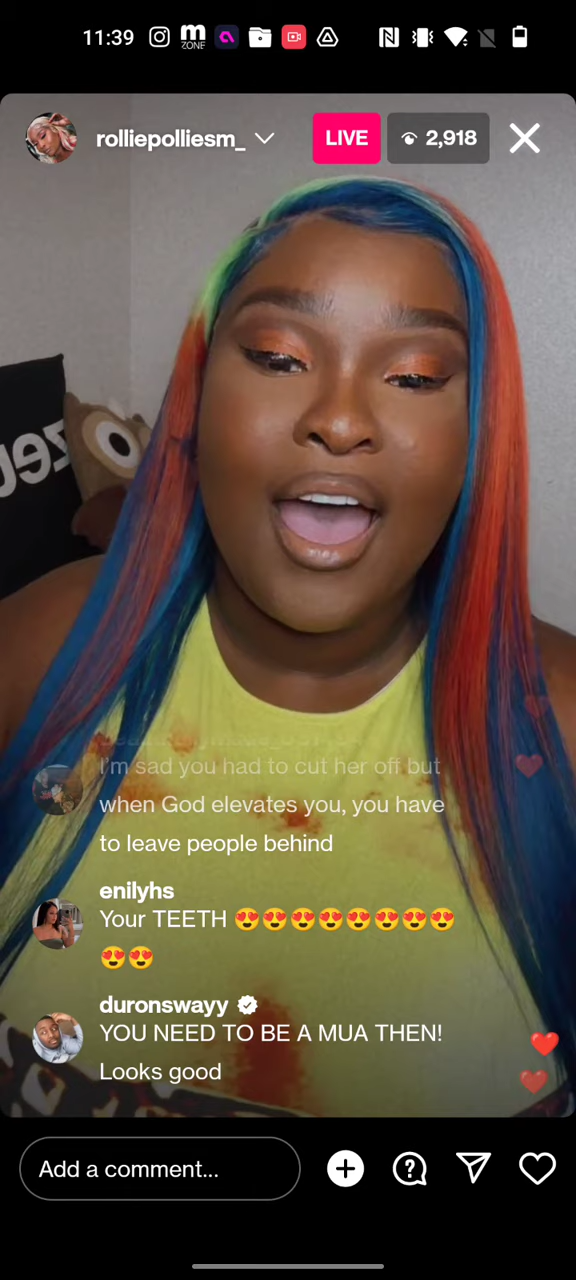 11:39
m
ZONE
rolliepolliesm_
LIVE
2,918
I'm sad you had to cut her off but
when God elevates you, you have
to leave people behind
enilyhs
Your TEETH 😍😍😍😍😍😍😍😍
😍😍
duronswayy
YOU NEED TO BE A MUA THEN!
Looks good
Add a comment...